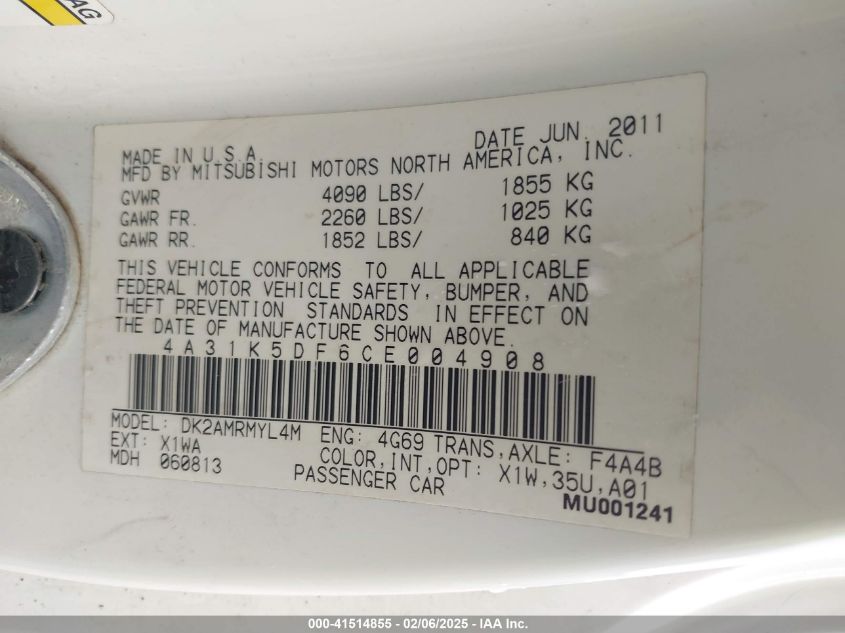 AG
DATE JUN. 2011
MADE IN U.S.A.
MFD BY MITSUBISHI MOTORS NORTH AMERICA, INC.
GVWR 4090 LBS/ 1855 KG
GAWR FR. 2260 LBS/ 1025 KG
GAWR RR. 1852 LBS/ 840 KG
THIS VEHICLE CONFORMS TO ALL APPLICABLE
FEDERAL MOTOR VEHICLE SAFETY, BUMPER, AND
THEFT PREVENTION STANDARDS IN EFFECT ON
THE DATE OF MANUFACTURE SHOWN ABOVE.
4A31K5DF6CE004908
MODEL: DK2AMRMYL4M ENG: 4G69 TRANS,AXLE: F4A4B
EXT: X1WA COLOR,INT,OPT: X1W,35U,A01
MDH 060813 PASSENGER CAR
MU001241
000-41514855 — 02/06/2025 — IAA Inc.